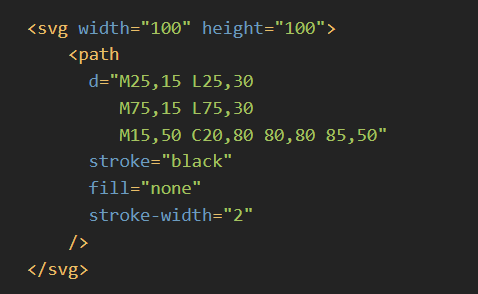 <svg width="100" height="100">
<path
d="M25,15 L25,30
M75,15 L75,30
M15,50 C20,80 80,80 85,50"
stroke="black"
fill="none"
stroke-width="2"
/>
</svg>